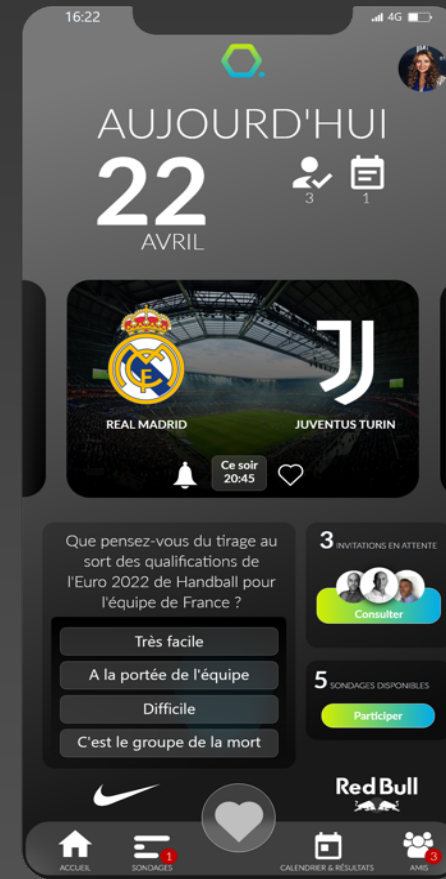 16:22
4G
AUJOURD'HUI
22
3
1
AVRIL
REAL MADRID
JUVENTUS TURIN
Ce soir
20:45
Que pensez-vous du tirage au
sort des qualifications de
l'Euro 2022 de Handball pour
l'équipe de France ?
Très facile
A la portée de l'équipe
Difficile
C'est le groupe de la mort
3 INVITATIONS EN ATTENTE
Consulter
5 SONDAGES DISPONIBLES
Participer
Red Bull
1
3
ACCUEIL
SONDAGES
CALENDRIER & RÉSULTATS
AMIS